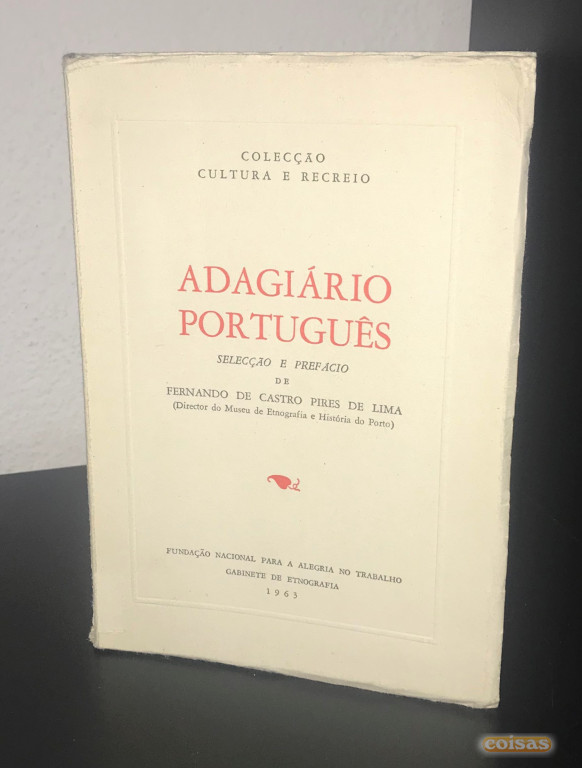 COLECÇÃO
CULTURA E RECREIO
ADAGIÁRIO
PORTUGUÊS
SELECÇÃO E PREFACIO
DE
FERNANDO DE CASTRO PIRES DE LIMA
(Director do Museu de Etnografia e História do Porto)
FUNDAÇÃO NACIONAL PARA A ALEGRIA NO TRABALHO
GABINETE DE ETNOGRAFIA
1963
coisas